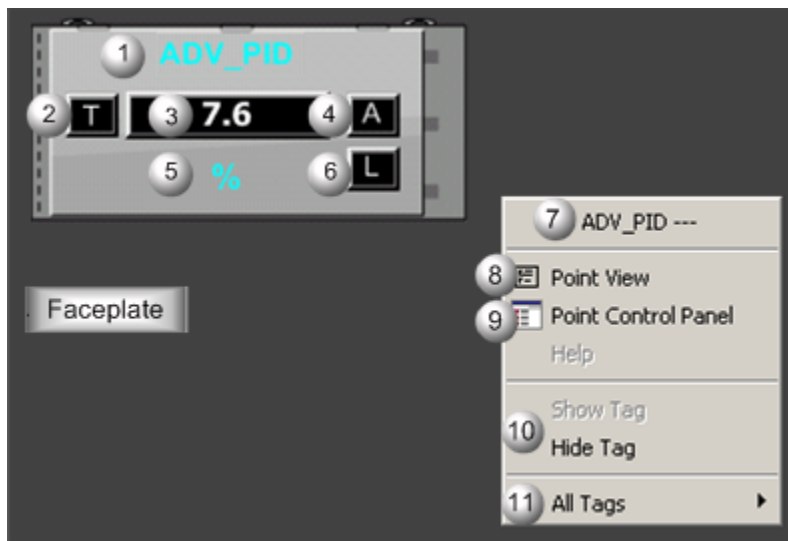 1 ADV_PID
2 T 3 7.6 4 A
5 % 6 L
7 ADV_PID ---
8 Point View
9 Point Control Panel
Help
Show Tag
10
Hide Tag
11 All Tags
Faceplate